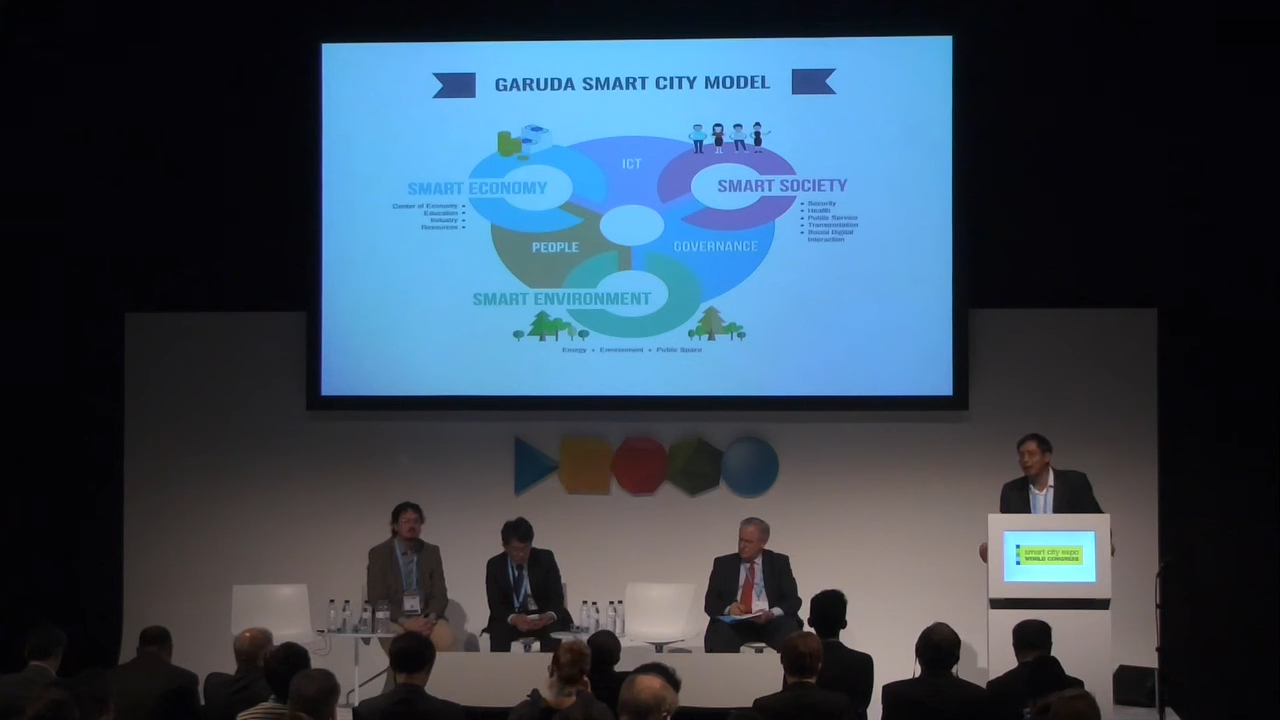 GARUDA SMART CITY MODEL
ICT
SMART ECONOMY
Center of Economy •
Education •
Industry •
Resources •
SMART SOCIETY
• Security
• Health
• Public Service
• Transportation
• Social Digital
Interaction
PEOPLE
GOVERNANCE
SMART ENVIRONMENT
Energy • Environment • Public Space
smart city expo
WORLD CONGRESS